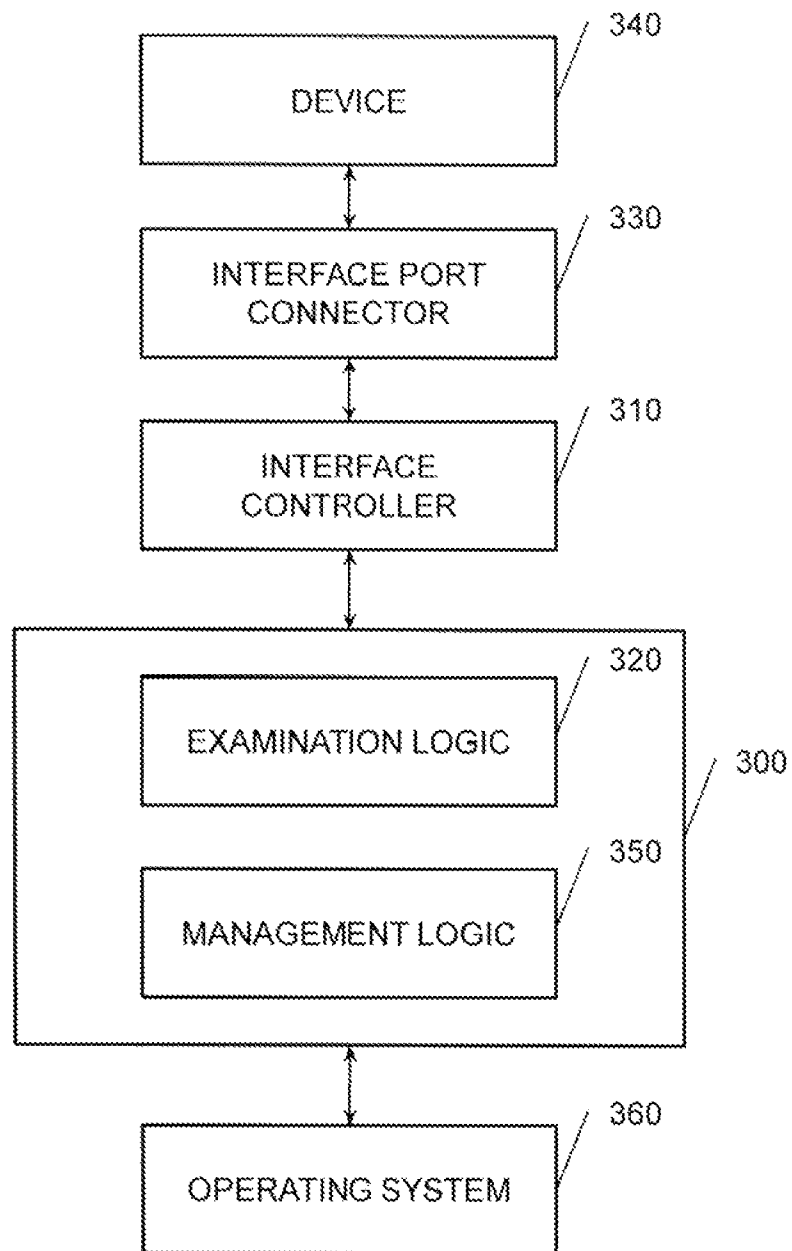 340
DEVICE
330
INTERFACE PORT
CONNECTOR
310
INTERFACE
CONTROLLER
320
EXAMINATION LOGIC
300
350
MANAGEMENT LOGIC
360
OPERATING SYSTEM